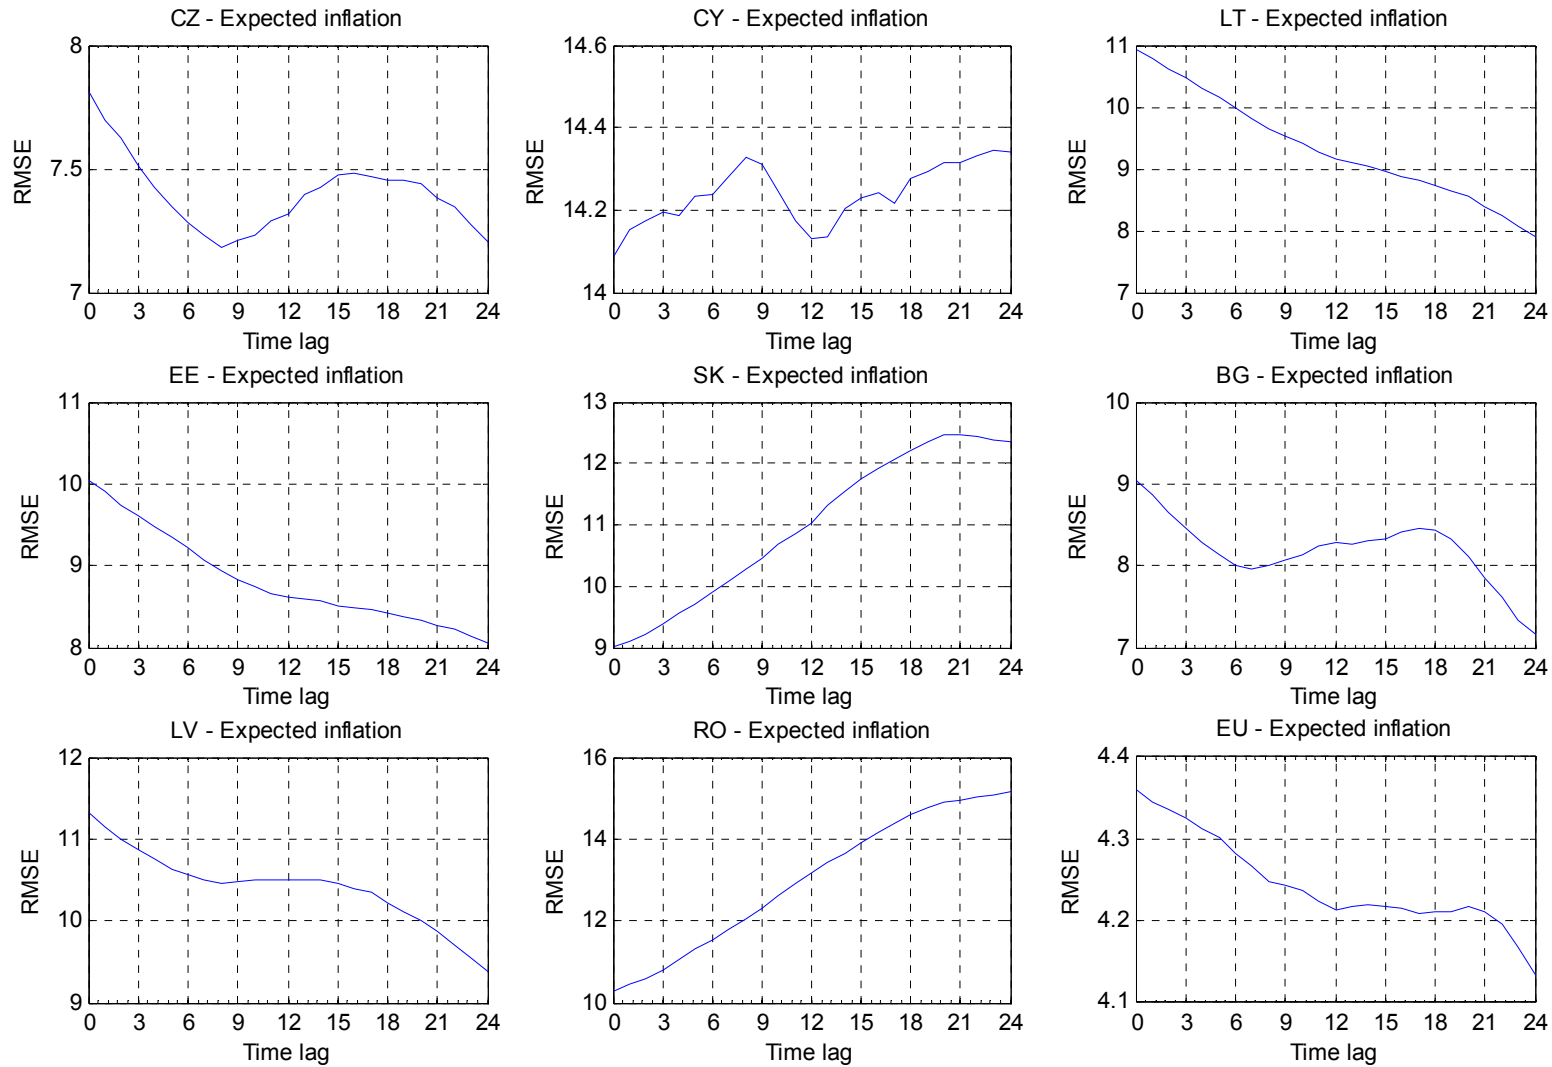 CZ - Expected inflation
CY - Expected inflation
LT - Expected inflation
8
7.5
7
RMSE
0 3 6 9 12 15 18 21 24
Time lag
14.6
14.4
14.2
14
RMSE
0 3 6 9 12 15 18 21 24
Time lag
11
10
9
8
7
RMSE
0 3 6 9 12 15 18 21 24
Time lag
EE - Expected inflation
SK - Expected inflation
BG - Expected inflation
11
10
9
8
RMSE
0 3 6 9 12 15 18 21 24
Time lag
13
12
11
10
9
RMSE
0 3 6 9 12 15 18 21 24
Time lag
10
9
8
7
RMSE
0 3 6 9 12 15 18 21 24
Time lag
LV - Expected inflation
RO - Expected inflation
EU - Expected inflation
12
11
10
9
RMSE
0 3 6 9 12 15 18 21 24
Time lag
16
14
12
10
RMSE
0 3 6 9 12 15 18 21 24
Time lag
4.4
4.3
4.2
4.1
RMSE
0 3 6 9 12 15 18 21 24
Time lag